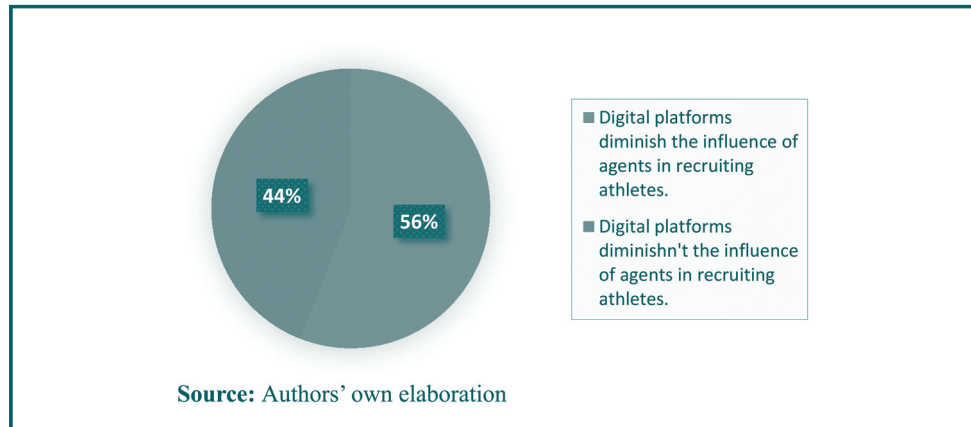 44%
56%
Digital platforms
diminish the influence of
agents in recruiting
athletes.
Digital platforms
diminishn't the influence
of agents in recruiting
athletes.
Source: Authors' own elaboration